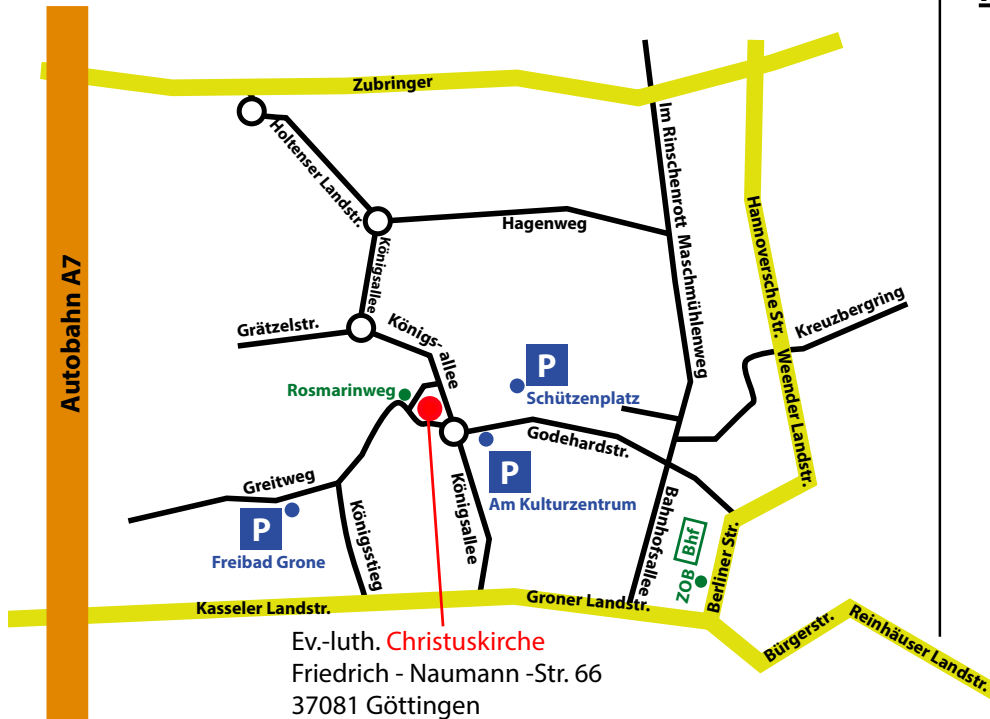 Zubringer
Autobahn A7
Holtenser Landstr.
Im Rinschenrott
Maschmühlenweg
Hannoversche Str.
Weender Landstr.
Hagenweg
Königsallee
Grätzelstr.
Königs-
allee
Kreuzbergring
Rosmarinweg
P
Schützenplatz
Godehardstr.
P
Am Kulturzentrum
Greitweg
P
Freibad Grone
Königsstieg
Königsallee
Bahnhofsallee
ZOB Bhf
Berliner Str.
Kasseler Landstr.
Groner Landstr.
Bürgerstr.
Reinhäuser Landstr.
Ev.-luth. Christuskirche
Friedrich - Naumann -Str. 66
37081 Göttingen